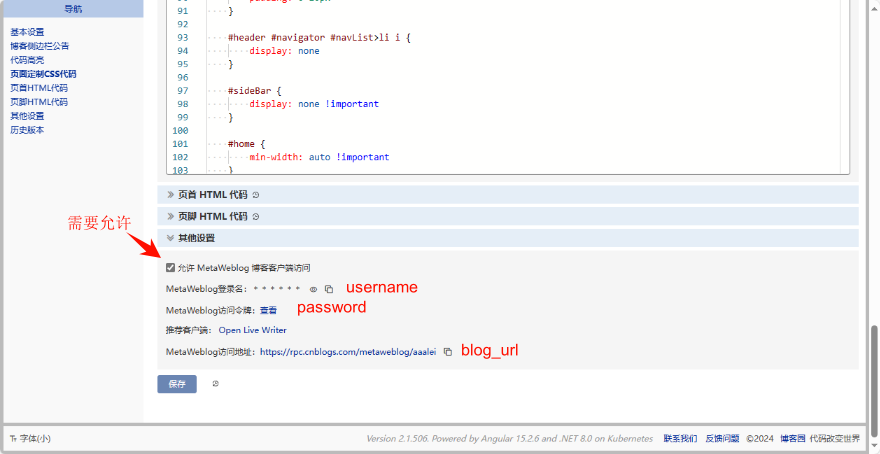 导航
基本设置
博客侧边栏公告
代码高亮
页面定制CSS代码
页首HTML代码
页脚HTML代码
其他设置
历史版本
91 }
92
93 #header #navigator #navList>li i {
94 display: none
95 }
96
97 #sideBar {
98 display: none !important
99 }
100
101 #home {
102 min-width: auto !important
103 }
页首 HTML 代码
页脚 HTML 代码
其他设置
需要允许
允许 MetaWeblog 博客客户端访问
MetaWeblog登录名： * * * * * * username
MetaWeblog访问令牌：查看 password
推荐客户端： Open Live Writer
MetaWeblog访问地址：https://rpc.cnblogs.com/metaweblog/aaalei blog_url
保存
字体(小) Version 2.1.506. Powered by Angular 15.2.6 and .NET 8.0 on Kubernetes 联系我们 反馈问题 ©2024 博客园 代码改变世界